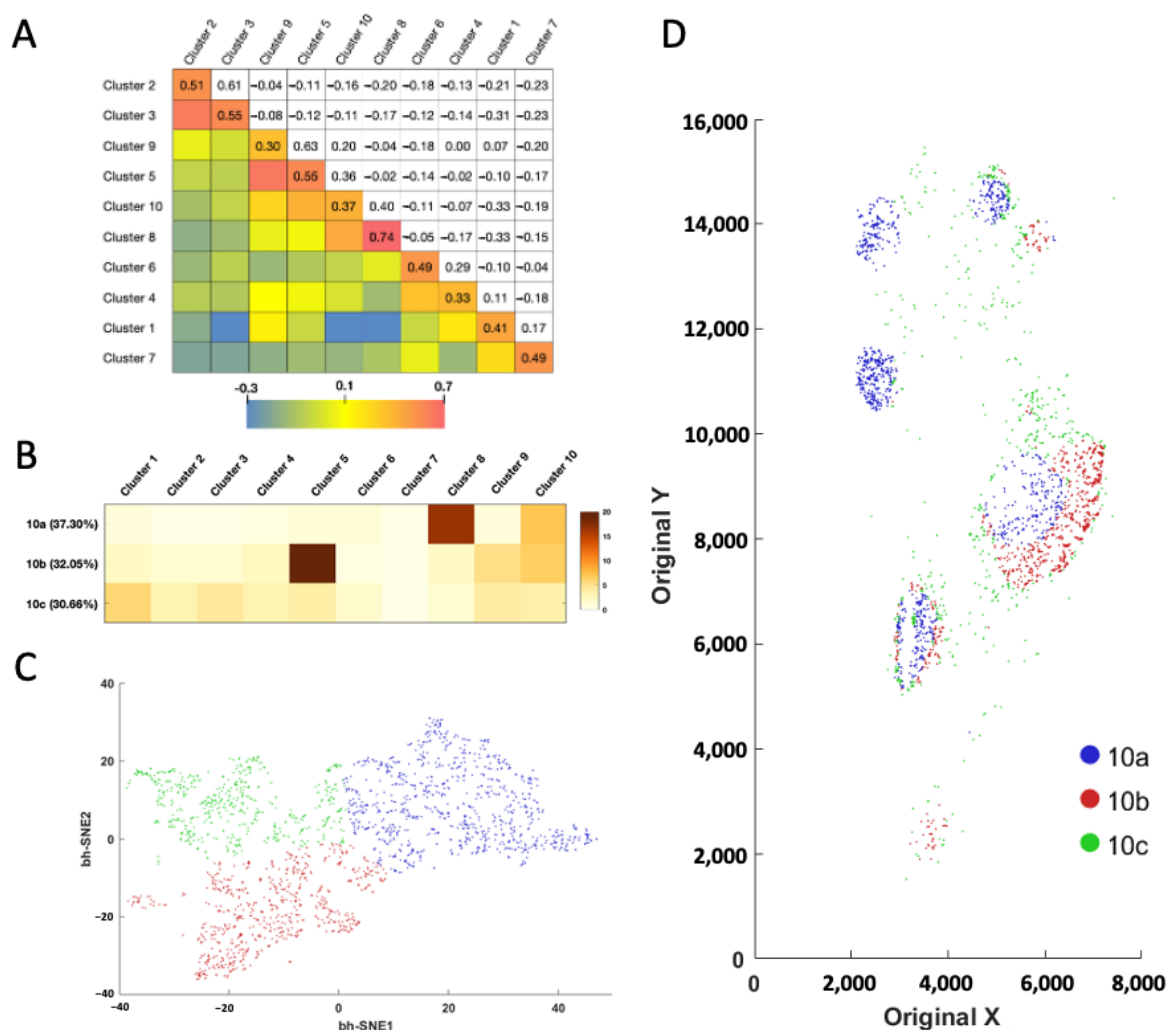 A
Cluster 2 Cluster 3 Cluster 9 Cluster 5 Cluster 10 Cluster 8 Cluster 6 Cluster 4 Cluster 1 Cluster 7
Cluster 2 0.51 0.61 −0.04 −0.11 −0.16 −0.20 −0.18 −0.13 −0.21 −0.23
Cluster 3 0.55 −0.08 −0.12 −0.11 −0.17 −0.12 −0.14 −0.31 −0.23
Cluster 9 0.30 0.63 0.20 −0.04 −0.18 0.00 0.07 −0.20
Cluster 5 0.55 0.36 −0.02 −0.14 −0.02 −0.10 −0.17
Cluster 10 0.37 0.40 −0.11 −0.07 −0.33 −0.19
Cluster 8 0.74 −0.05 −0.17 −0.33 −0.15
Cluster 6 0.49 0.29 −0.10 −0.04
Cluster 4 0.33 0.11 −0.18
Cluster 1 0.41 0.17
Cluster 7 0.49
-0.3 0.1 0.7
B
Cluster 1 Cluster 2 Cluster 3 Cluster 4 Cluster 5 Cluster 6 Cluster 7 Cluster 8 Cluster 9 Cluster 10
10a (37.30%)
10b (32.05%)
10c (30.66%)
20
15
10
5
0
C
40
20
0
−20
−40
bh-SNE2
−40 −20 0 20 40
bh-SNE1
D
16,000
14,000
12,000
10,000
8,000
6,000
4,000
2,000
0
Original Y
0 2,000 4,000 6,000 8,000
Original X
10a
10b
10c